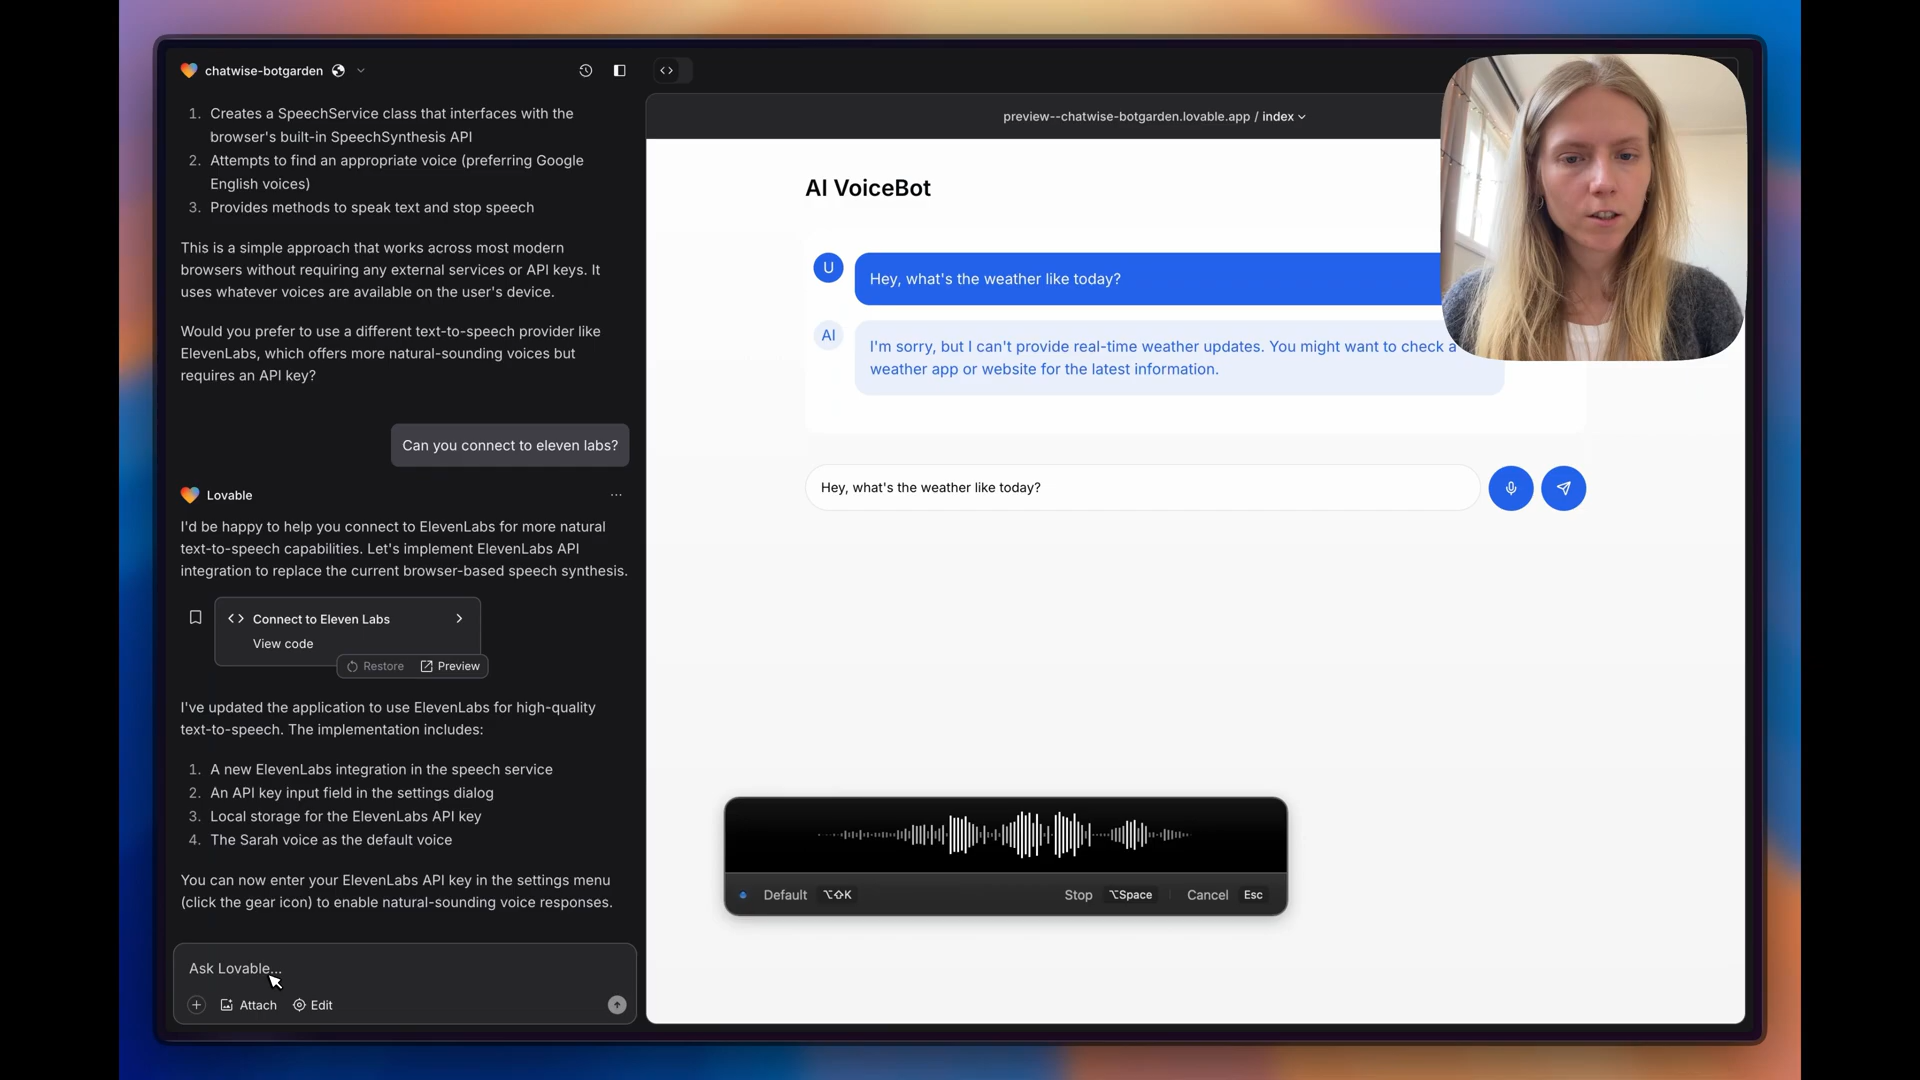 chatwise-botgarden
1. Creates a SpeechService class that interfaces with the
browser's built-in SpeechSynthesis API
2. Attempts to find an appropriate voice (preferring Google
English voices)
3. Provides methods to speak text and stop speech
This is a simple approach that works across most modern
browsers without requiring any external services or API keys. It
uses whatever voices are available on the user's device.
Would you prefer to use a different text-to-speech provider like
ElevenLabs, which offers more natural-sounding voices but
requires an API key?
Can you connect to eleven labs?
Lovable
I'd be happy to help you connect to ElevenLabs for more natural
text-to-speech capabilities. Let's implement ElevenLabs API
integration to replace the current browser-based speech synthesis.
Connect to Eleven Labs
View code
Restore Preview
I've updated the application to use ElevenLabs for high-quality
text-to-speech. The implementation includes:
1. A new ElevenLabs integration in the speech service
2. An API key input field in the settings dialog
3. Local storage for the ElevenLabs API key
4. The Sarah voice as the default voice
You can now enter your ElevenLabs API key in the settings menu
(click the gear icon) to enable natural-sounding voice responses.
Ask Lovable...
Attach Edit
preview--chatwise-botgarden.lovable.app / index
AI VoiceBot
U
Hey, what's the weather like today?
AI
I'm sorry, but I can't provide real-time weather updates. You might want to check a
weather app or website for the latest information.
Hey, what's the weather like today?
Default ⌥⇧K Stop ⌥Space Cancel Esc